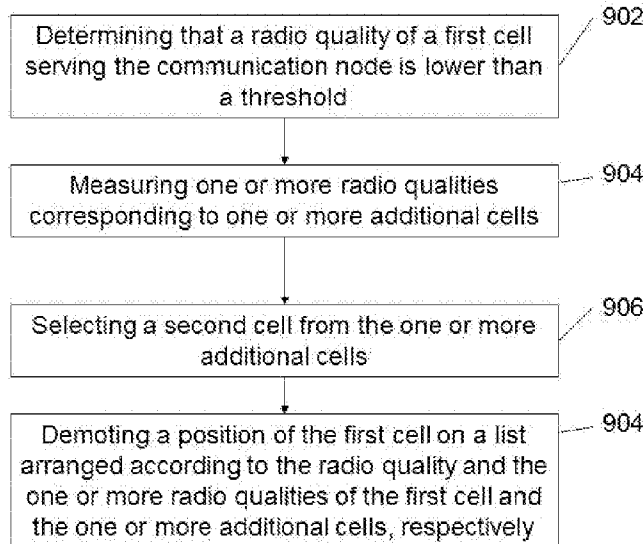 Determining that a radio quality of a first cell
serving the communication node is lower than
a threshold
902
Measuring one or more radio qualities
corresponding to one or more additional cells
904
Selecting a second cell from the one or more
additional cells
906
Demoting a position of the first cell on a list
arranged according to the radio quality and the
one or more radio qualities of the first cell and
the one or more additional cells, respectively
904